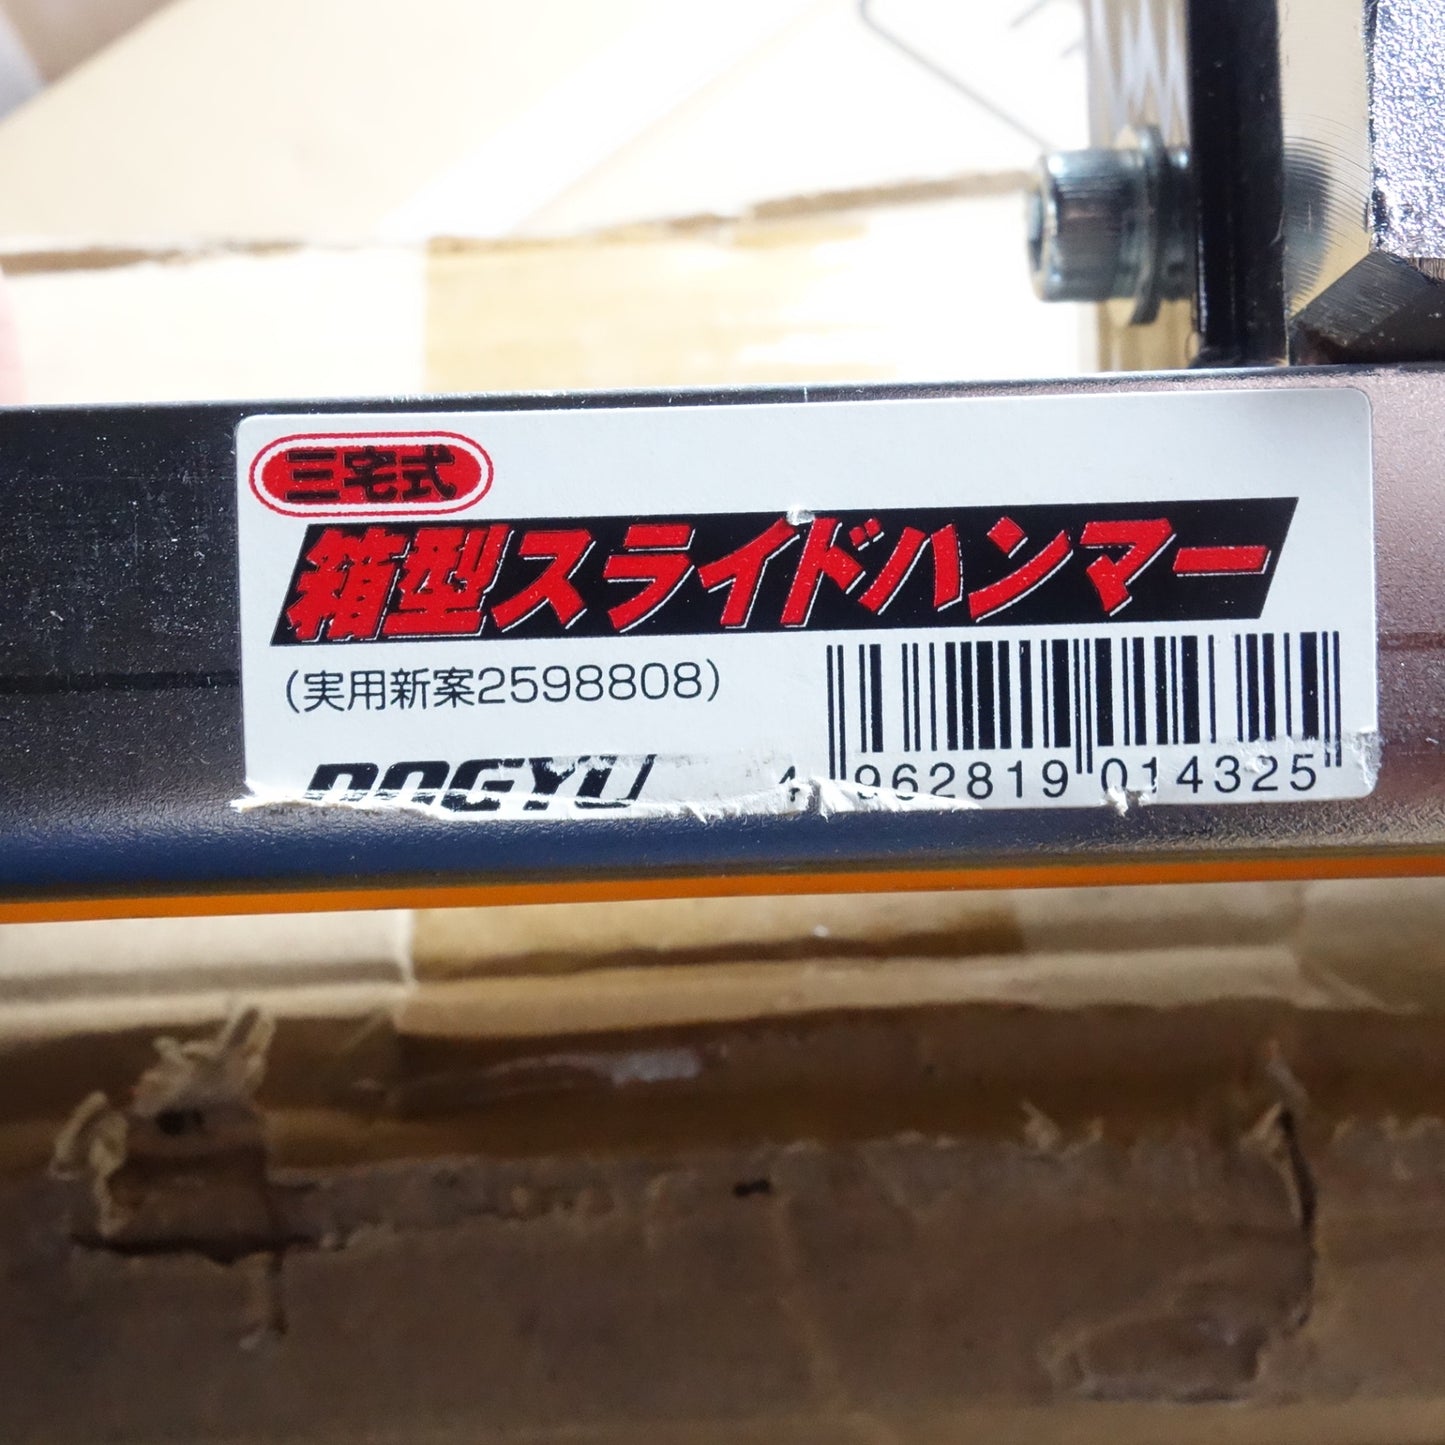 三宅式
箱型スライドハンマー
(実用新案2598808)
DOGYU
4 962819 014325